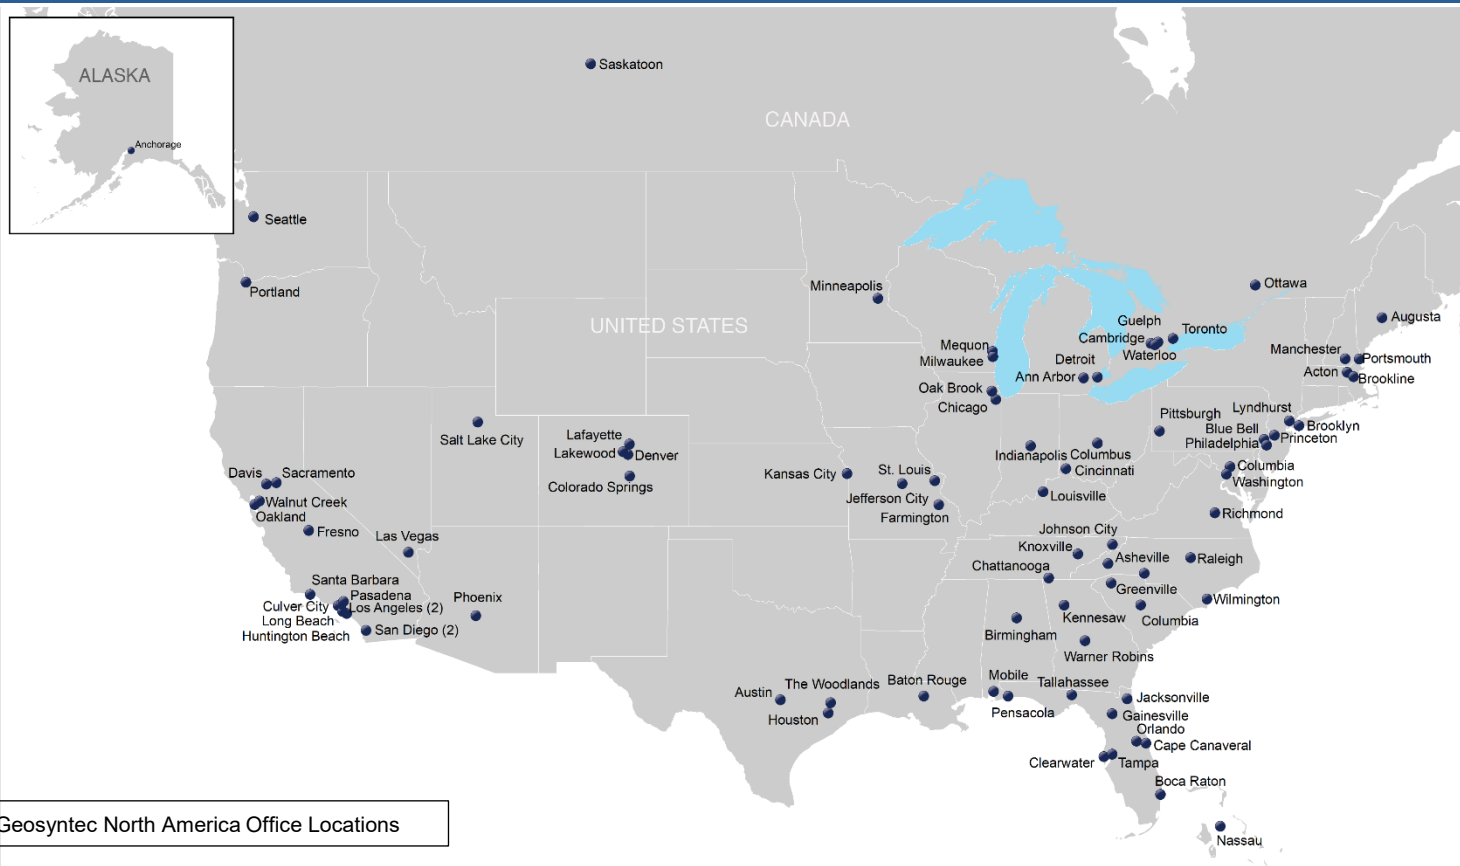 ALASKA
Anchorage
Saskatoon
CANADA
Seattle
Portland
UNITED STATES
Minneapolis
Ottawa
Augusta
Guelph
Toronto
Cambridge
Waterloo
Mequon
Milwaukee
Detroit
Ann Arbor
Manchester
Portsmouth
Acton
Brookline
Oak Brook
Chicago
Salt Lake City
Lafayette
Lakewood
Denver
Colorado Springs
Pittsburgh
Lyndhurst
Brooklyn
Blue Bell
Princeton
Philadelphia
Indianapolis
Columbus
Cincinnati
Columbia
Washington
Davis
Sacramento
Walnut Creek
Oakland
Fresno
Las Vegas
Kansas City
St. Louis
Jefferson City
Farmington
Louisville
Richmond
Johnson City
Knoxville
Asheville
Raleigh
Chattanooga
Greenville
Wilmington
Kennesaw
Columbia
Santa Barbara
Pasadena
Culver City
Los Angeles (2)
Long Beach
Huntington Beach
San Diego (2)
Phoenix
Birmingham
Warner Robins
Austin
The Woodlands
Houston
Baton Rouge
Mobile
Tallahassee
Pensacola
Jacksonville
Gainesville
Orlando
Cape Canaveral
Clearwater
Tampa
Boca Raton
Nassau
Geosyntec North America Office Locations